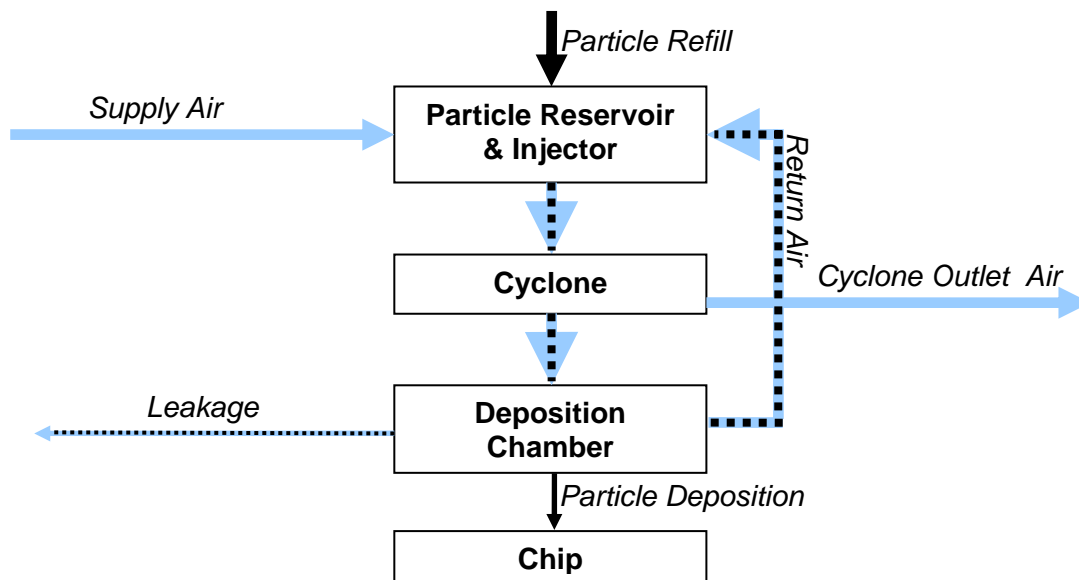 Particle Refill
Supply Air
Particle Reservoir
& Injector
Return Air
Cyclone
Cyclone Outlet Air
Leakage
Deposition
Chamber
Particle Deposition
Chip